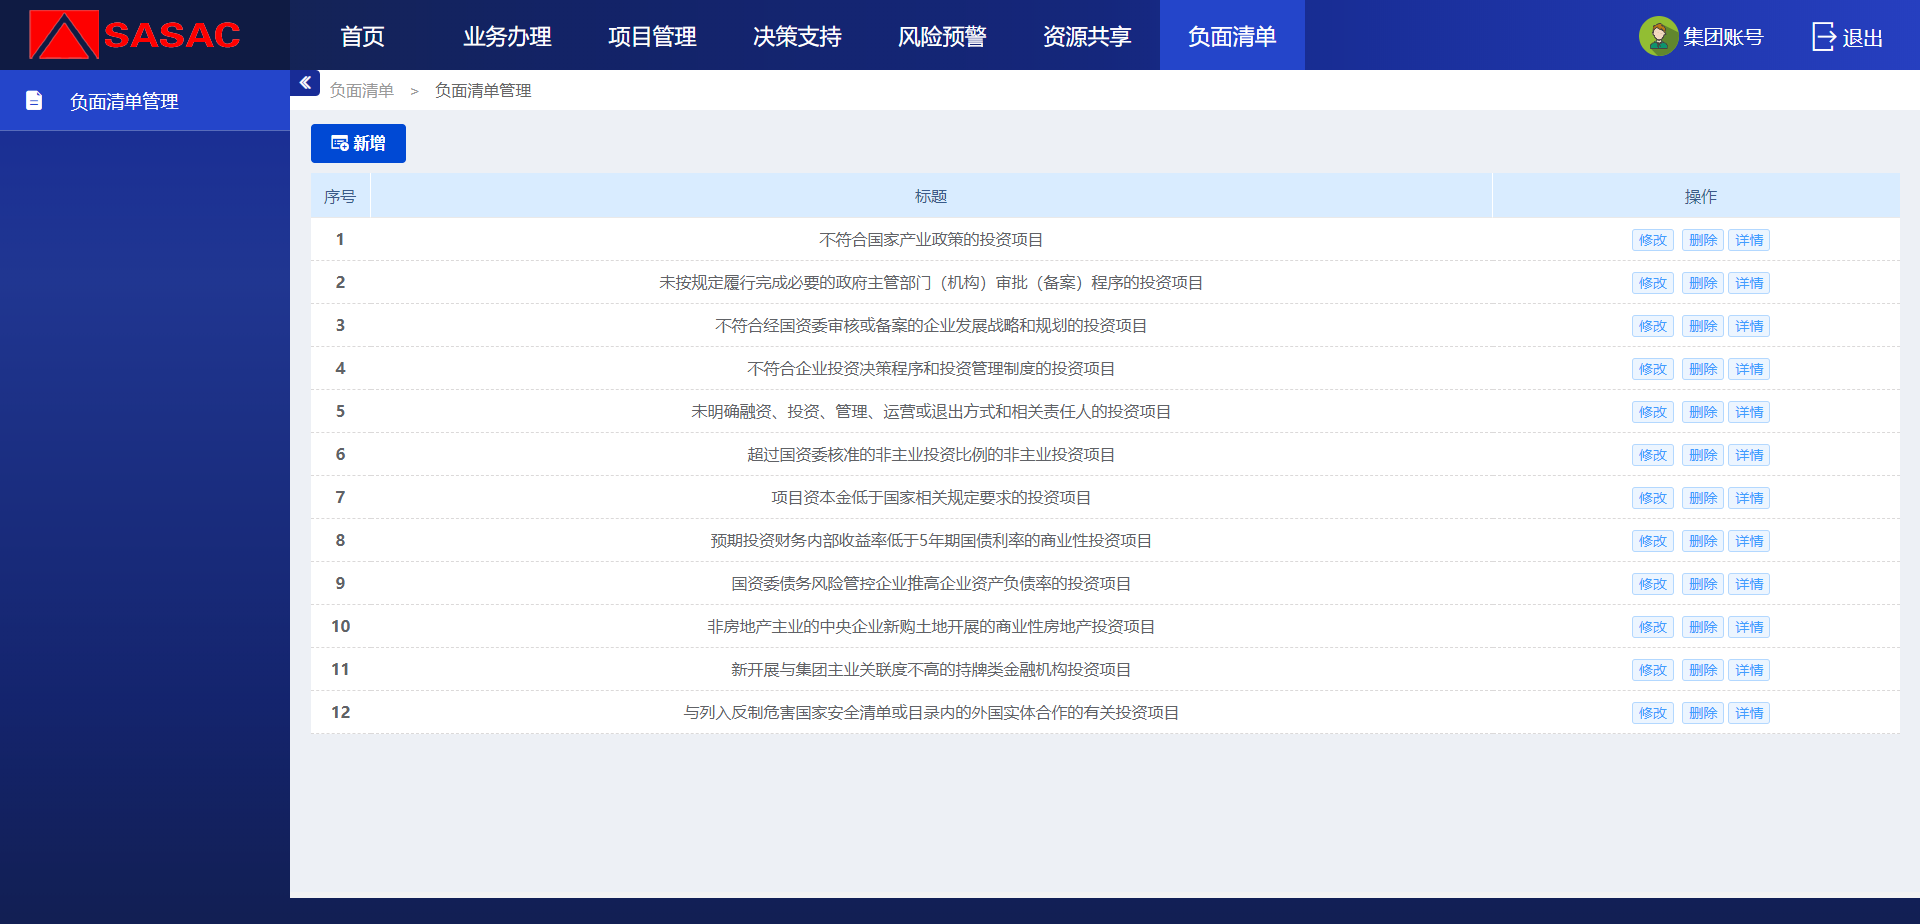 SASAC
首页 业务办理 项目管理 决策支持 风险预警 资源共享 负面清单 集团账号 退出
负面清单管理
负面清单 > 负面清单管理
新增
序号 标题 操作
1 不符合国家产业政策的投资项目 修改 删除 详情
2 未按规定履行完成必要的政府主管部门（机构）审批（备案）程序的投资项目 修改 删除 详情
3 不符合经国资委审核或备案的企业发展战略和规划的投资项目 修改 删除 详情
4 不符合企业投资决策程序和投资管理制度的投资项目 修改 删除 详情
5 未明确融资、投资、管理、运营或退出方式和相关责任人的投资项目 修改 删除 详情
6 超过国资委核准的非主业投资比例的非主业投资项目 修改 删除 详情
7 项目资本金低于国家相关规定要求的投资项目 修改 删除 详情
8 预期投资财务内部收益率低于5年期国债利率的商业性投资项目 修改 删除 详情
9 国资委债务风险管控企业推高企业资产负债率的投资项目 修改 删除 详情
10 非房地产主业的中央企业新购土地开展的商业性房地产投资项目 修改 删除 详情
11 新开展与集团主业关联度不高的持牌类金融机构投资项目 修改 删除 详情
12 与列入反制危害国家安全清单或目录内的外国实体合作的有关投资项目 修改 删除 详情